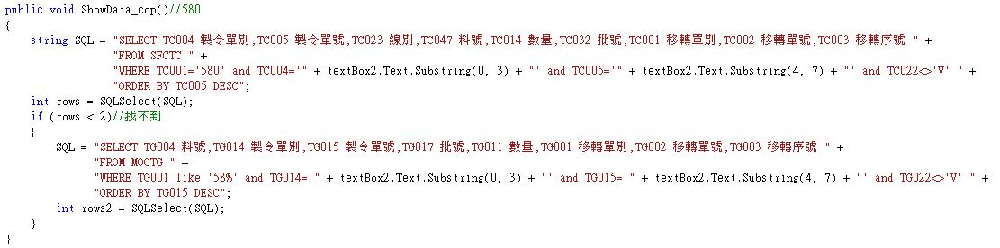 public void ShowData_cop()//580
{
string SQL = "SELECT TC004 製令單別,TC005 製令單號,TC023 線別,TC047 料號,TC014 數量,TC032 批號,TC001 移轉單別,TC002 移轉單號,TC003 移轉序號 " +
"FROM SFCTC " +
"WHERE TC001='580' and TC004='" + textBox2.Text.Substring(0, 3) + "' and TC005='" + textBox2.Text.Substring(4, 7) + "' and TC022<>'V' " +
"ORDER BY TC005 DESC";
int rows = SQLSelect(SQL);
if (rows < 2)//找不到
{
SQL = "SELECT TG004 料號,TG014 製令單別,TG015 製令單號,TG017 批號,TG011 數量,TG001 移轉單別,TG002 移轉單號,TG003 移轉序號 " +
"FROM MOCTG " +
"WHERE TG001 like '58%' and TG014='" + textBox2.Text.Substring(0, 3) + "' and TG015='" + textBox2.Text.Substring(4, 7) + "' and TG022<>'V' " +
"ORDER BY TG015 DESC";
int rows2 = SQLSelect(SQL);
}
}